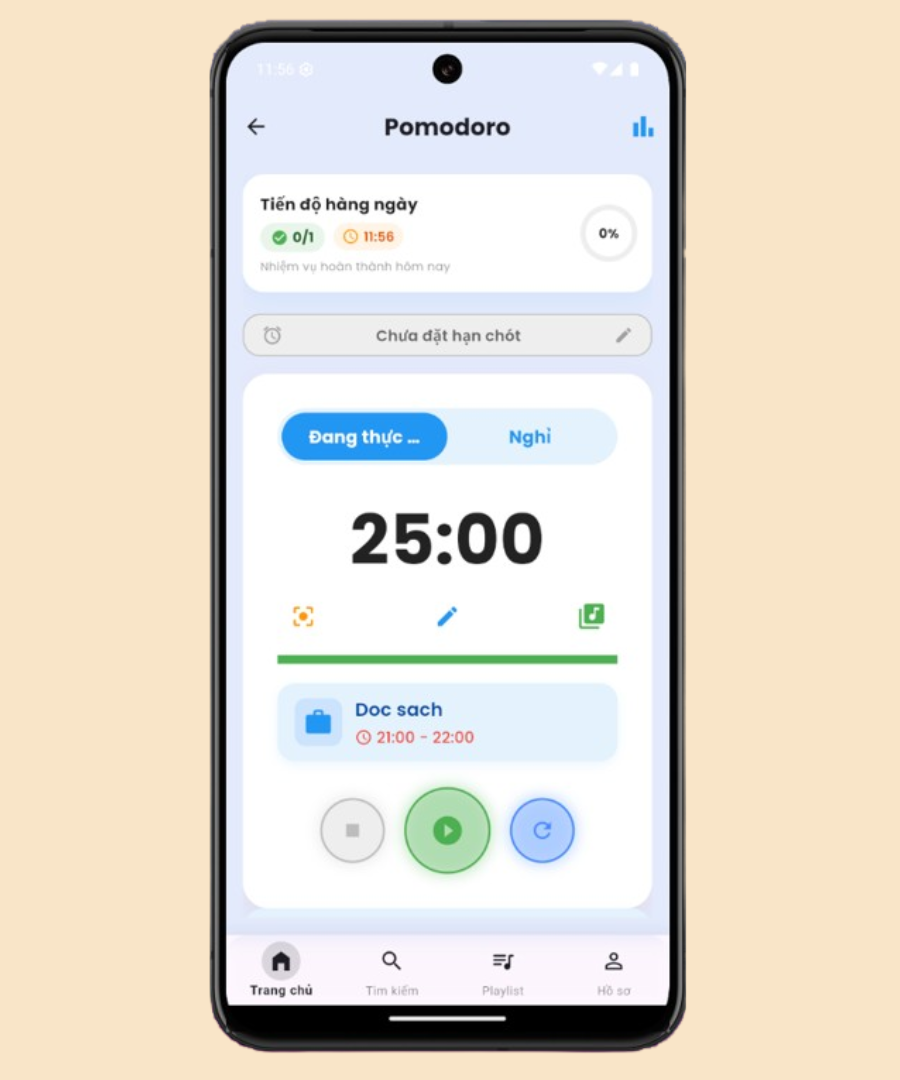 11:56
Pomodoro
Tiến độ hàng ngày
0/1 11:56
0%
Nhiệm vụ hoàn thành hôm nay
Chưa đặt hạn chót
Đang thực ... Nghỉ
25:00
Doc sach
21:00 - 22:00
Trang chủ Tìm kiếm Playlist Hồ sơ